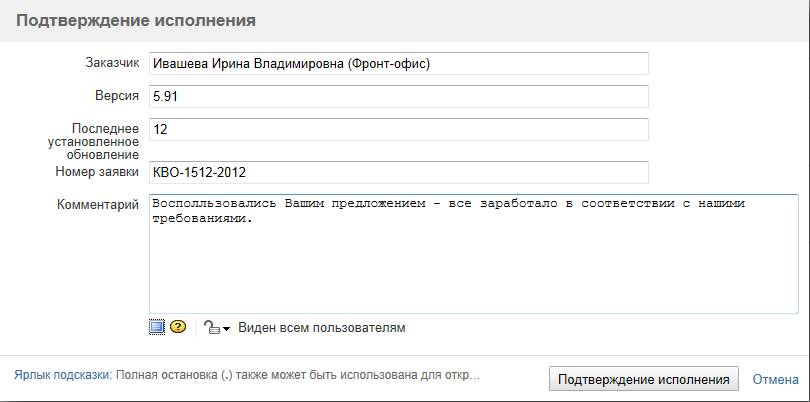 Подтверждение исполнения
Заказчик
Ивашева Ирина Владимировна (Фронт-офис)
Версия
5.91
Последнее
установленное
обновление
12
Номер заявки
КВО-1512-2012
Комментарий
Восполльзовались Вашим предложением - все заработало в соответствии с нашими
требованиями.
Виден всем пользователям
Ярлык подсказки: Полная остановка (.) также может быть использована для откр…
Подтверждение исполнения
Отмена